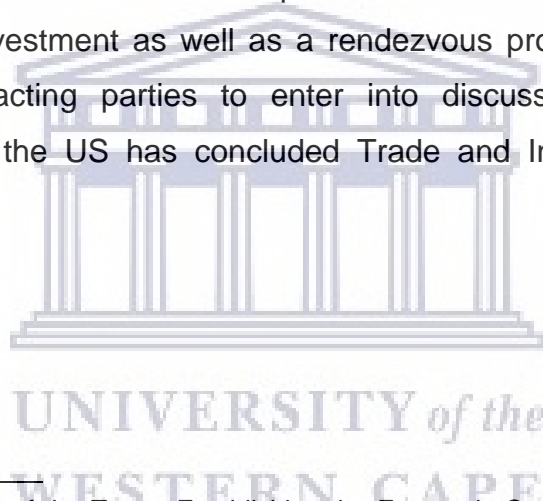 vestment as well as a rendezvous pro
acting parties to enter into discuss
the US has concluded Trade and In
UNIVERSITY of the
WESTERN CAPE